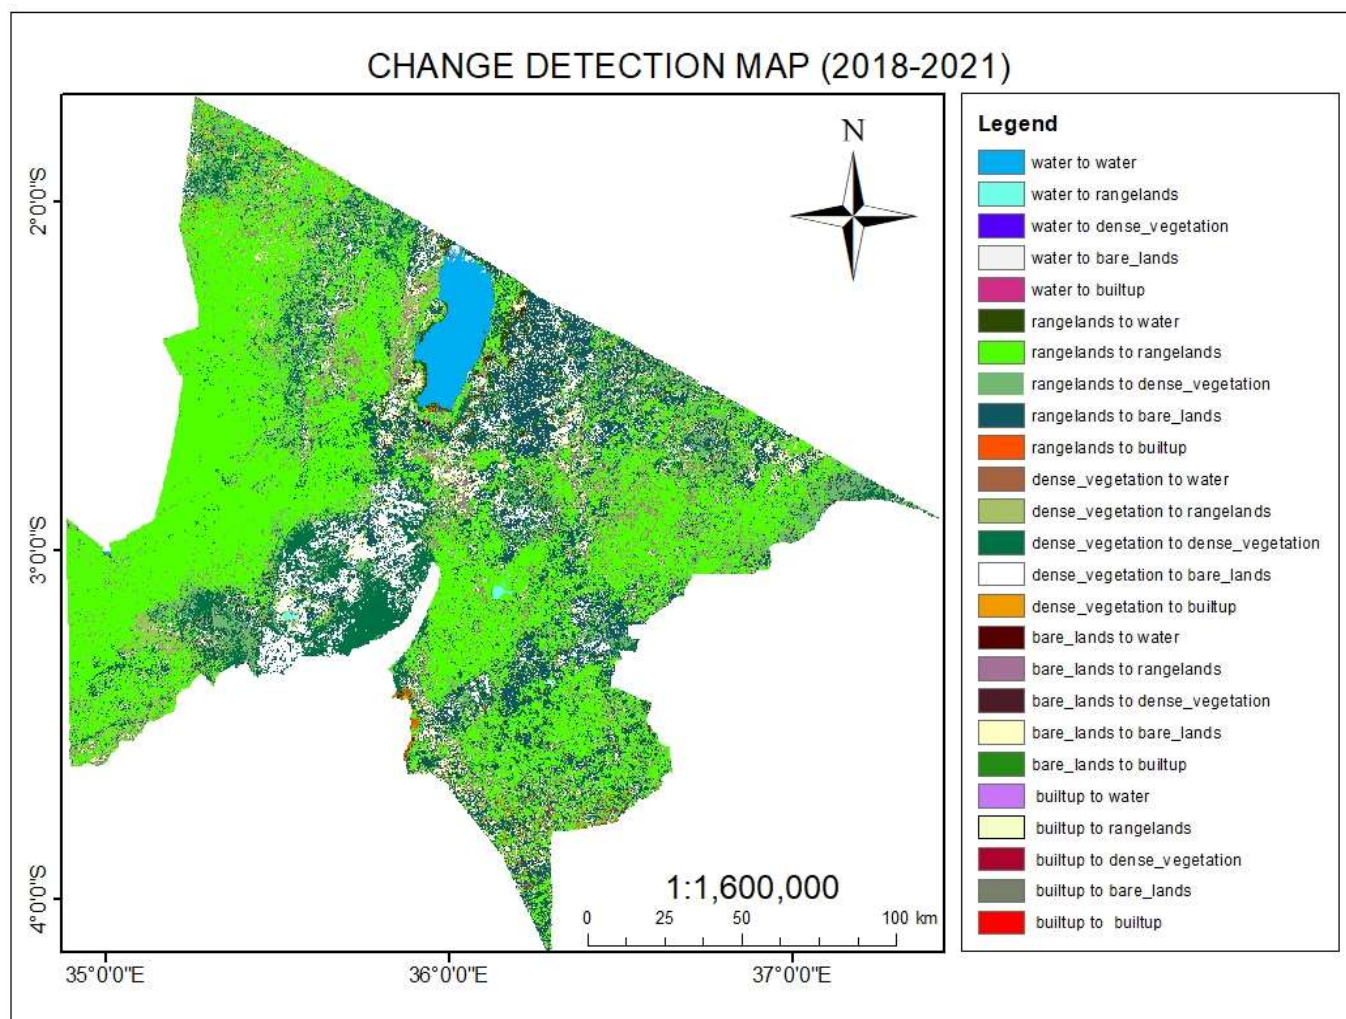 CHANGE DETECTION MAP (2018-2021)
N
2°0'0"S
3°0'0"S
4°0'0"S
35°0'0"E
36°0'0"E
37°0'0"E
1:1,600,000
0 25 50 100 km
Legend
water to water
water to rangelands
water to dense_vegetation
water to bare_lands
water to builtup
rangelands to water
rangelands to rangelands
rangelands to dense_vegetation
rangelands to bare_lands
rangelands to builtup
dense_vegetation to water
dense_vegetation to rangelands
dense_vegetation to dense_vegetation
dense_vegetation to bare_lands
dense_vegetation to builtup
bare_lands to water
bare_lands to rangelands
bare_lands to dense_vegetation
bare_lands to bare_lands
bare_lands to builtup
builtup to water
builtup to rangelands
builtup to dense_vegetation
builtup to bare_lands
builtup to builtup